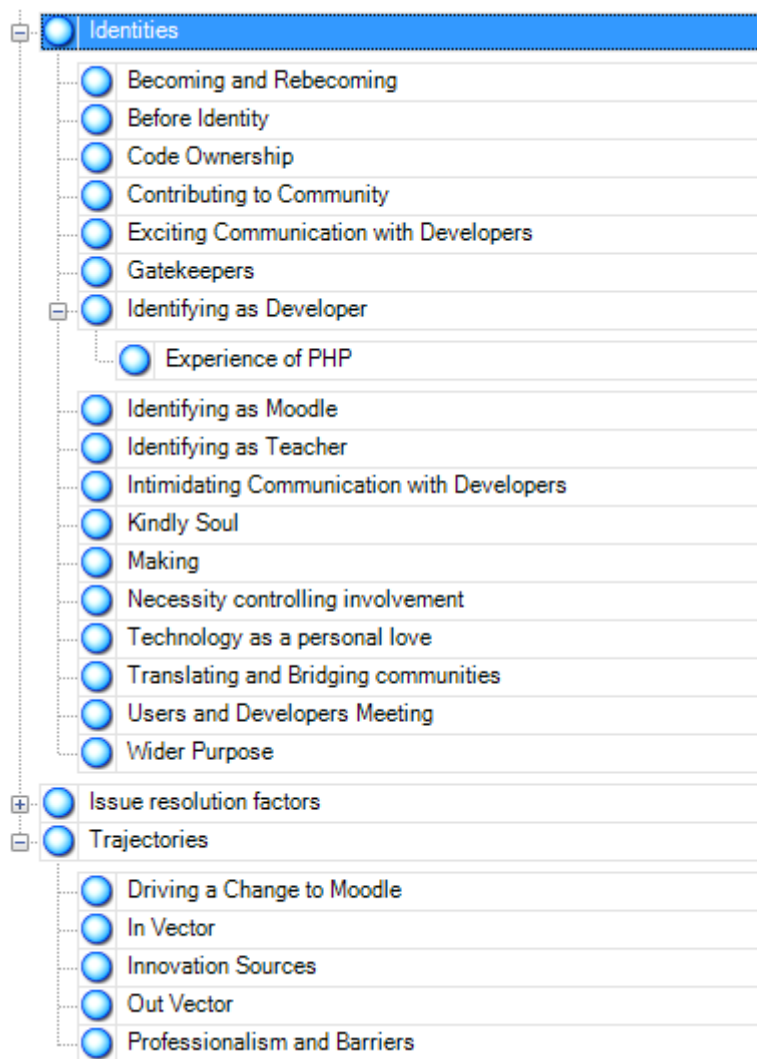 Identities
Becoming and Rebecoming
Before Identity
Code Ownership
Contributing to Community
Exciting Communication with Developers
Gatekeepers
Identifying as Developer
Experience of PHP
Identifying as Moodle
Identifying as Teacher
Intimidating Communication with Developers
Kindly Soul
Making
Necessity controlling involvement
Technology as a personal love
Translating and Bridging communities
Users and Developers Meeting
Wider Purpose
Issue resolution factors
Trajectories
Driving a Change to Moodle
In Vector
Innovation Sources
Out Vector
Professionalism and Barriers